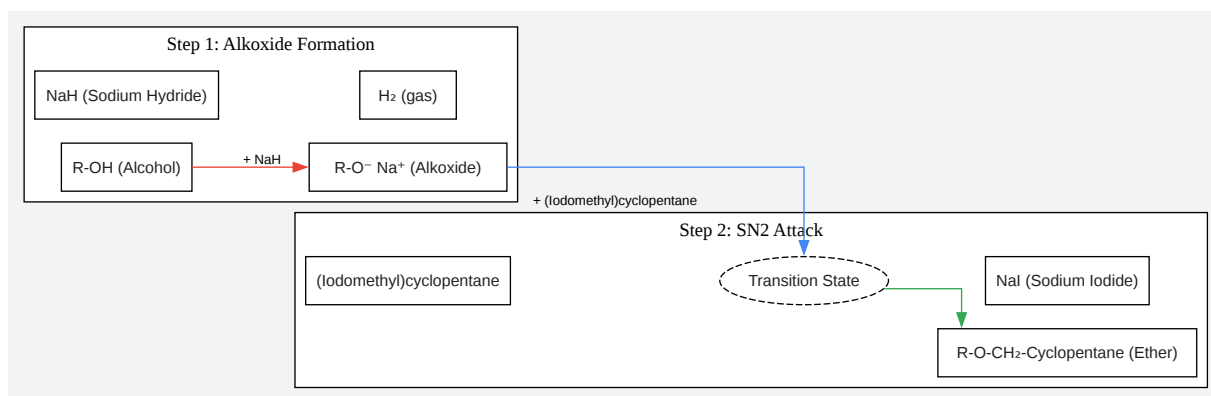 Step 1: Alkoxide Formation
NaH (Sodium Hydride)
H₂ (gas)
R-OH (Alcohol)
+ NaH
R-O⁻ Na⁺ (Alkoxide)
+ (Iodomethyl)cyclopentane
Step 2: SN2 Attack
(Iodomethyl)cyclopentane
Transition State
NaI (Sodium Iodide)
R-O-CH₂-Cyclopentane (Ether)